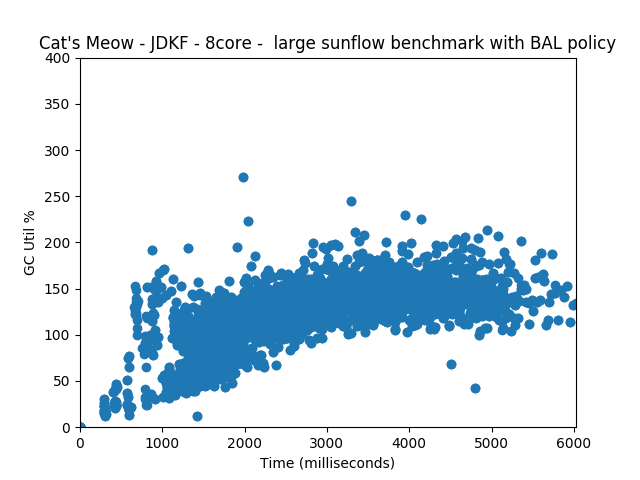 Cat's Meow - JDKF - 8core -  large sunflow benchmark with BAL policy
400
350
300
250
200
150
100
50
0
GC Util %
0 1000 2000 3000 4000 5000 6000
Time (milliseconds)